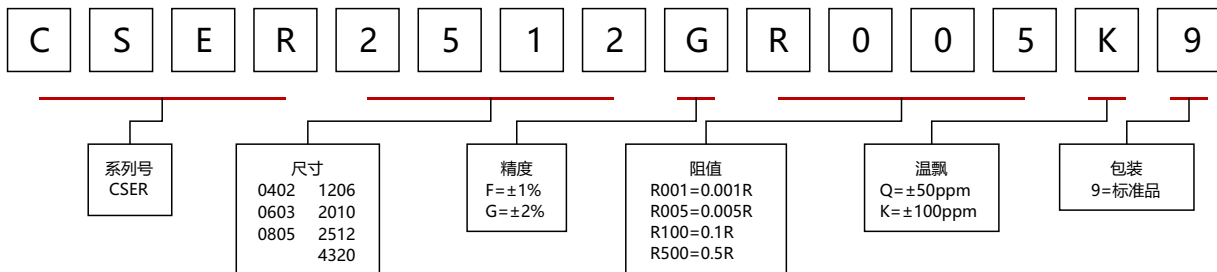 C S E R 2 5 1 2 G R 0 0 5 K 9
系列号
CSER
尺寸
0402 1206
0603 2010
0805 2512
4320
精度
F=±1%
G=±2%
阻值
R001=0.001R
R005=0.005R
R100=0.1R
R500=0.5R
温飘
Q=±50ppm
K=±100ppm
包装
9=标准品